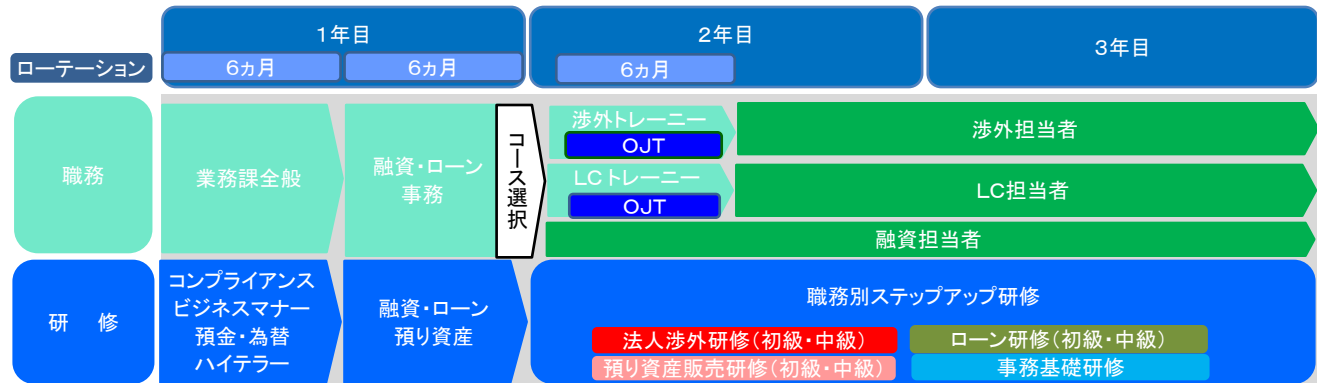 1年目
2年目
3年目
ローテーション
6ヵ月
6ヵ月
6ヵ月
職務
業務課全般
融資・ローン
事務
コース選択
渉外トレーニー
OJT
渉外担当者
LCトレーニー
OJT
LC担当者
融資担当者
研 修
コンプライアンス
ビジネスマナー
預金・為替
ハイテラー
融資・ローン
預り資産
職務別ステップアップ研修
法人渉外研修(初級・中級)
ローン研修(初級・中級)
預り資産販売研修(初級・中級)
事務基礎研修